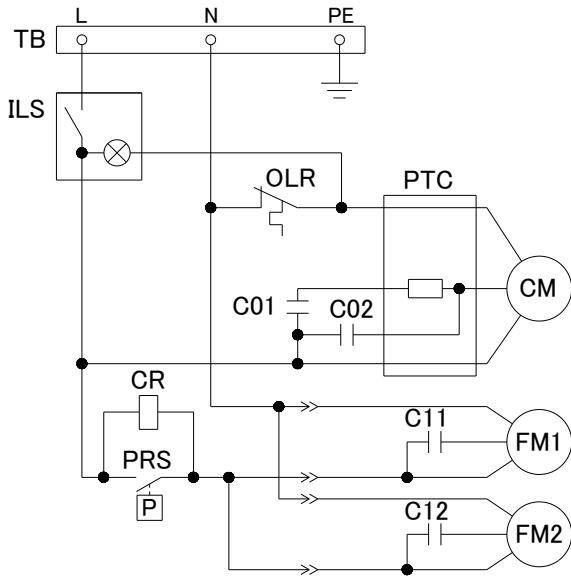 L N PE
TB
ILS
OLR PTC
CM
C01 C02
CR
C11
FM1
PRS
P
C12
FM2